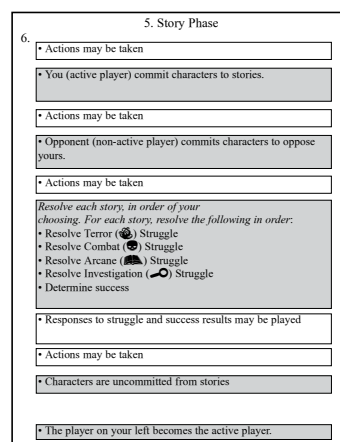 5. Story Phase
6.
• Actions may be taken
• You (active player) commit characters to stories.
• Actions may be taken
• Opponent (non-active player) commits characters to oppose
yours.
• Actions may be taken
Resolve each story, in order of your
choosing. For each story, resolve the following in order:
• Resolve Terror () Struggle
• Resolve Combat () Struggle
• Resolve Arcane () Struggle
• Resolve Investigation () Struggle
• Determine success
• Responses to struggle and success results may be played
• Actions may be taken
• Characters are uncommitted from stories
• The player on your left becomes the active player.